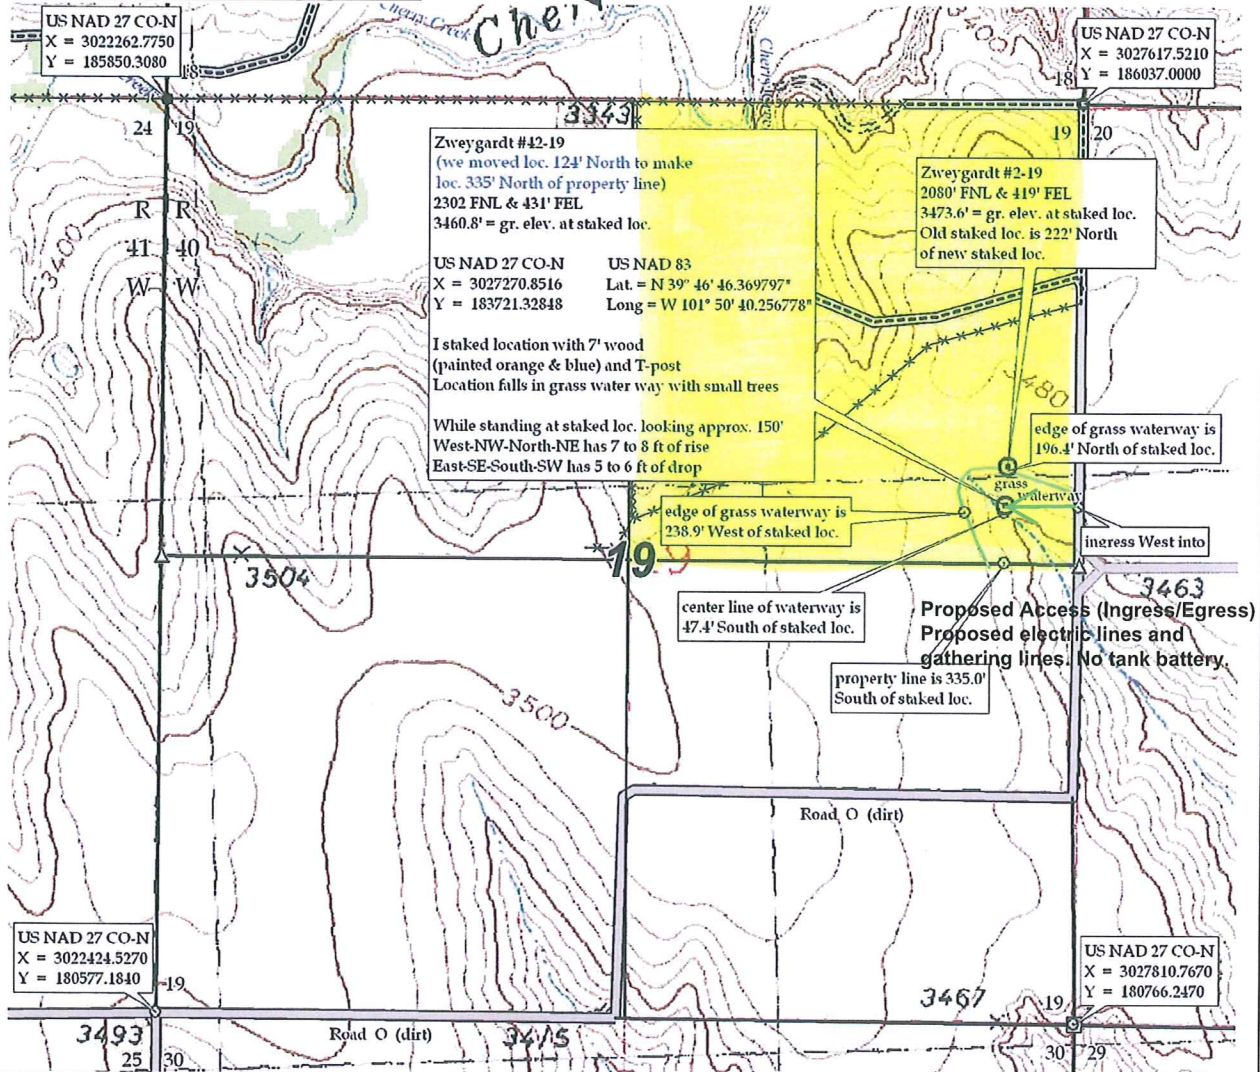 Cherry Creek
US NAD 27 CO-N
X = 3022262.7750
Y = 185850.3080
Creek
18
US NAD 27 CO-N
X = 3027617.5210
Y = 186037.0000
18
24 19
3343
19 20
Zweygardt #42-19
(we moved loc. 124' North to make
loc. 335' North of property line)
2302 FNL & 431' FEL
3460.8' = gr. elev. at staked loc.
US NAD 27 CO-N
X = 3027270.8516
Y = 183721.32848
US NAD 83
Lat. = N 39° 46' 46.369797"
Long = W 101° 50' 40.256778"
I staked location with 7' wood
(painted orange & blue) and T-post
Location falls in grass water way with small trees
While standing at staked loc. looking approx. 150'
West-NW-North-NE has 7 to 8 ft of rise
East-SE-South-SW has 5 to 6 ft of drop
Zweygardt #2-19
2080' FNL & 419' FEL
3473.6' = gr. elev. at staked loc.
Old staked loc. is 222' North
of new staked loc.
R R
41 40
W W
3400
3480
edge of grass waterway is
196.4' North of staked loc.
grass
waterway
edge of grass waterway is
238.9' West of staked loc.
ingress West into
19
3504
3463
center line of waterway is
47.4' South of staked loc.
Proposed Access (Ingress/Egress)
Proposed electric lines and
gathering lines. No tank battery.
property line is 335.0'
South of staked loc.
3500
Road O (dirt)
US NAD 27 CO-N
X = 3022424.5270
Y = 180577.1840
19
US NAD 27 CO-N
X = 3027810.7670
Y = 180766.2470
3467
19
3493
Road O (dirt)
25 30
30 29